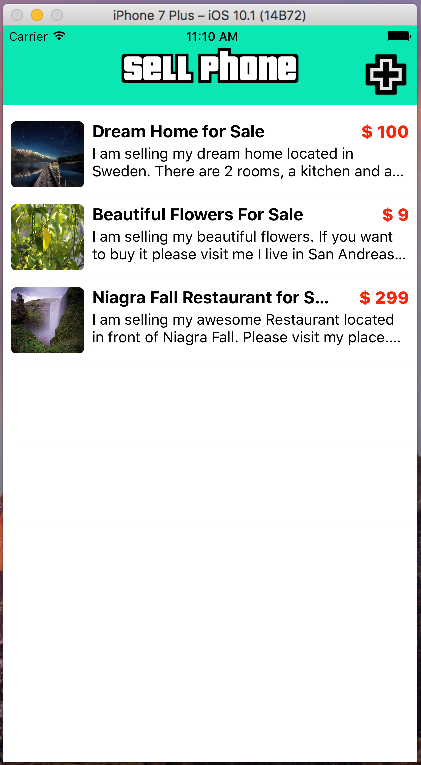 iPhone 7 Plus – iOS 10.1 (14B72)
Carrier 11:10 AM
sell phone
Dream Home for Sale $ 100
I am selling my dream home located in
Sweden. There are 2 rooms, a kitchen and a...
Beautiful Flowers For Sale $ 9
I am selling my beautiful flowers. If you want
to buy it please visit me I live in San Andreas...
Niagra Fall Restaurant for S... $ 299
I am selling my awesome Restaurant located
in front of Niagra Fall. Please visit my place....